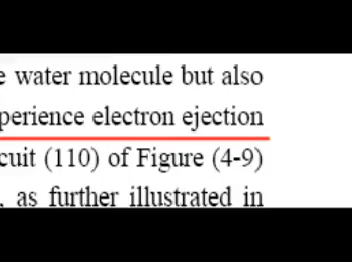 e water molecule but also
perience electron ejection
cuit (110) of Figure (4-9)
, as further illustrated in